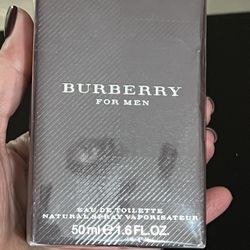 BURBERRY
FOR MEN
EAU DE TOILETTE
NATURAL SPRAY VAPORISATEUR
50ml e 1.6 FL.OZ.